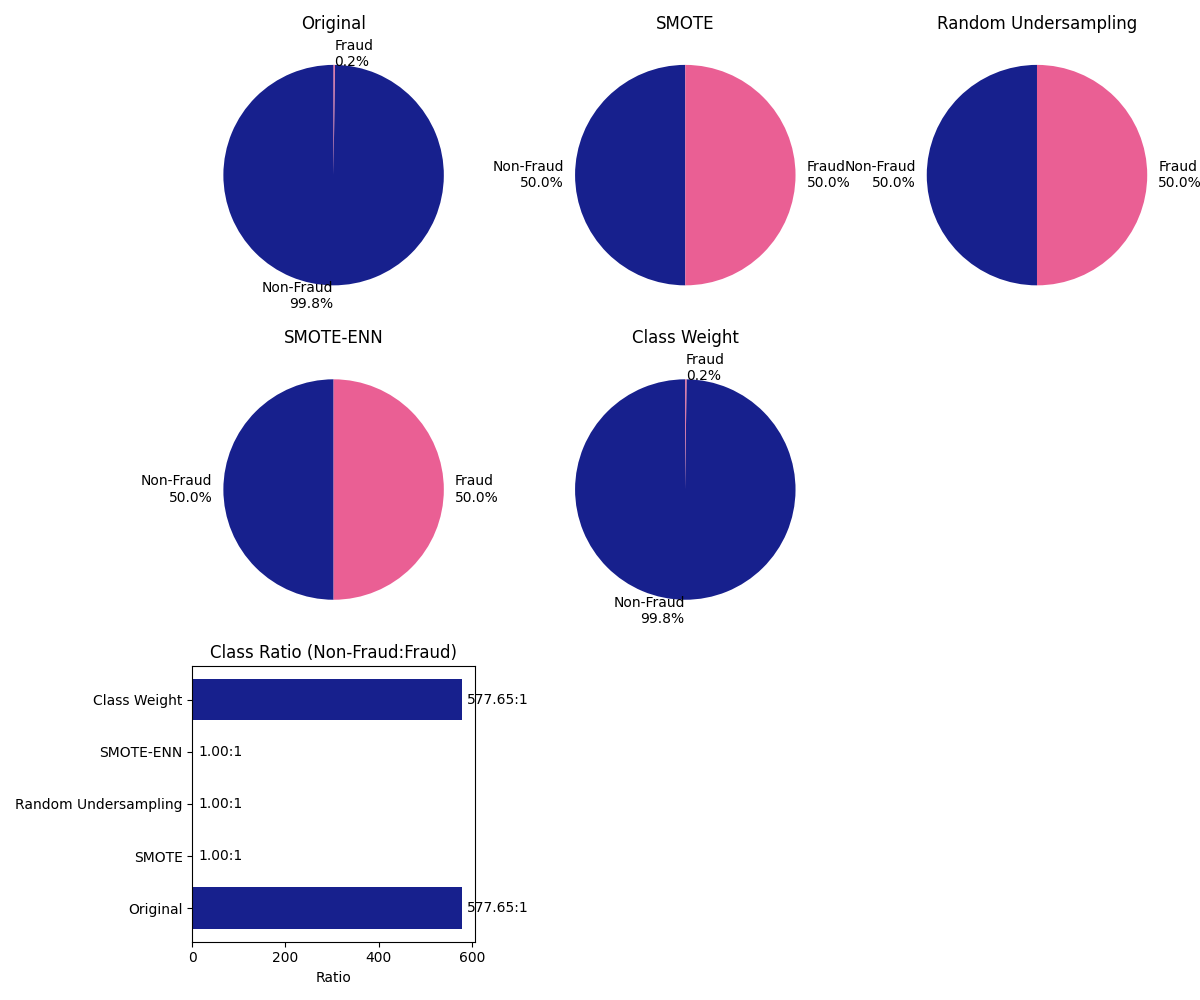 Original
Fraud
0.2%
Non-Fraud
99.8%
SMOTE
Non-Fraud
50.0%
Fraud
50.0%
Random Undersampling
Non-Fraud
50.0%
Fraud
50.0%
SMOTE-ENN
Non-Fraud
50.0%
Fraud
50.0%
Class Weight
Fraud
0.2%
Non-Fraud
99.8%
Class Ratio (Non-Fraud:Fraud)
Class Weight
577.65:1
SMOTE-ENN
1.00:1
Random Undersampling
1.00:1
SMOTE
1.00:1
Original
577.65:1
0 200 400 600
Ratio